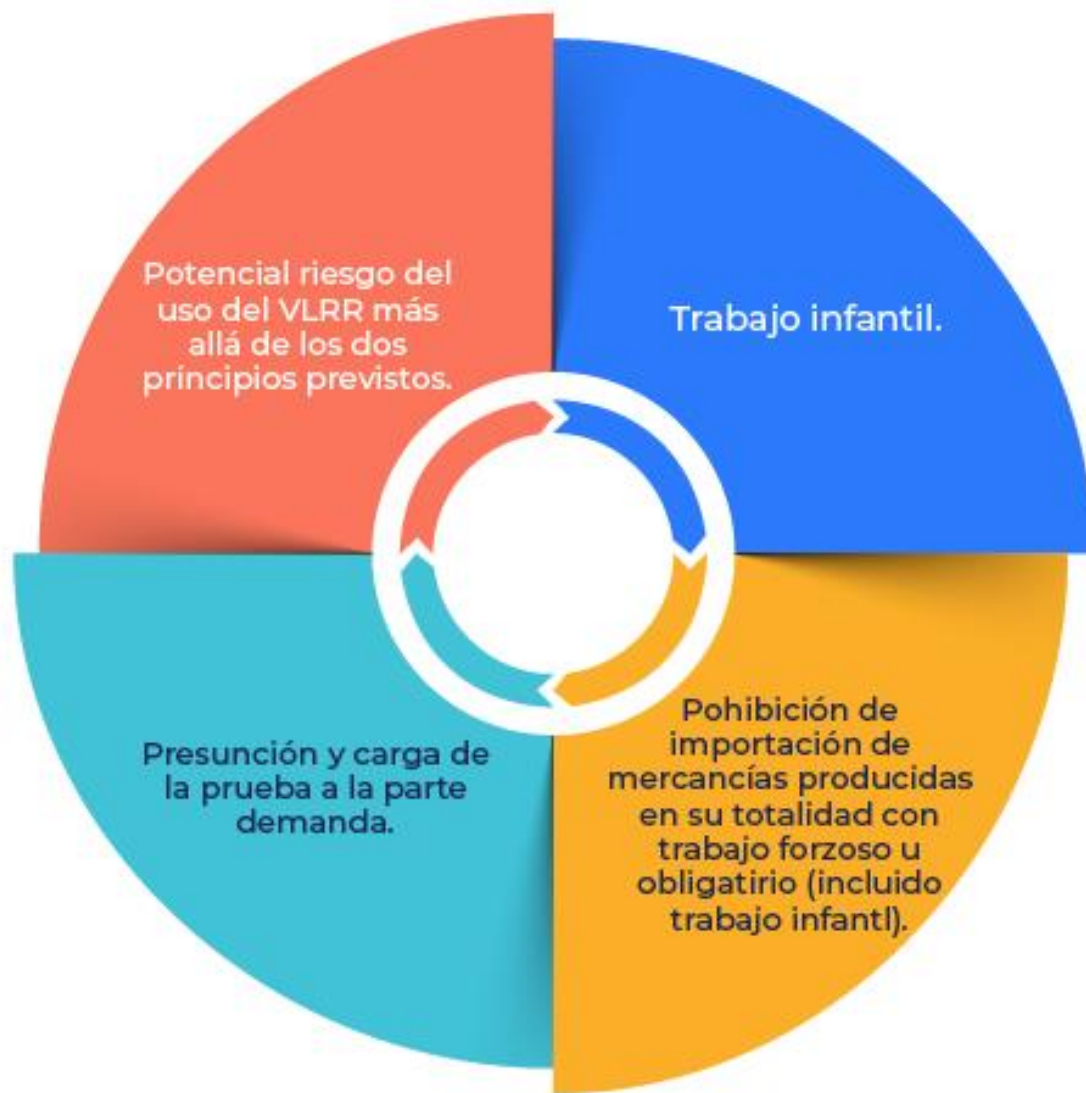 Potencial riesgo del
uso del VLRR más
allá de los dos
principios previstos.
Trabajo infantil.
Presunción y carga de
la prueba a la parte
demanda.
Pohibición de
importación de
mercancías producidas
en su totalidad con
trabajo forzoso u
obligatirio (incluido
trabajo infantl).